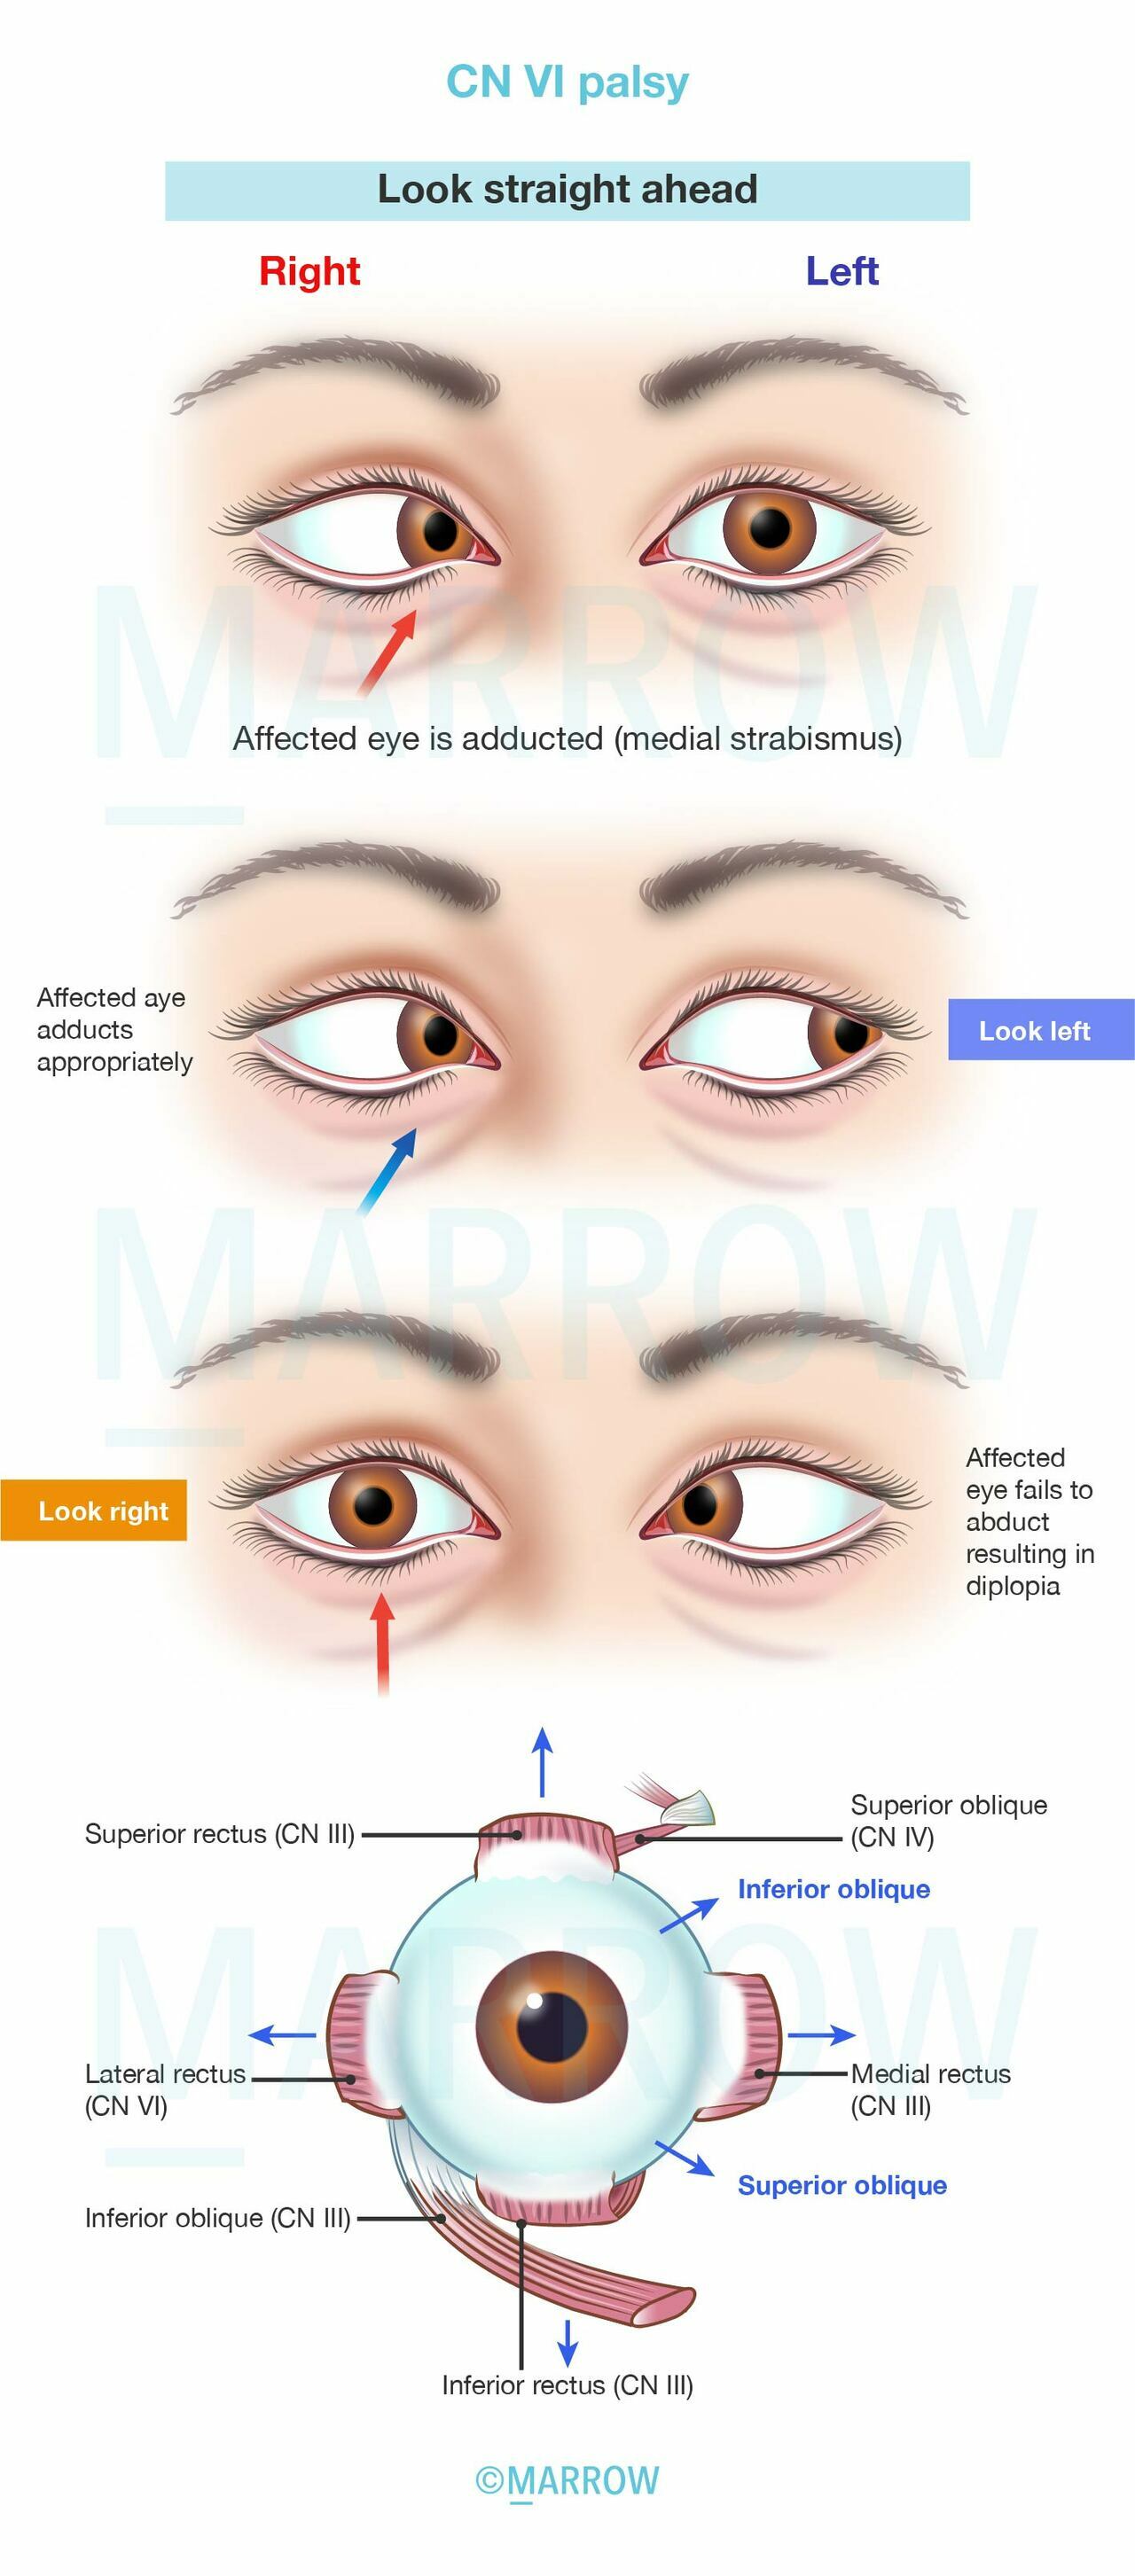 CN VI palsy
Look straight ahead
Right
Left
Affected eye is adducted (medial strabismus)
Affected aye
adducts
appropriately
Look left
Look right
Affected
eye fails to
abduct
resulting in
diplopia
Superior rectus (CN III)
Superior oblique
(CN IV)
Inferior oblique
Lateral rectus
(CN VI)
Medial rectus
(CN III)
Superior oblique
Inferior oblique (CN III)
Inferior rectus (CN III)
©MARROW
MARROW
MARROW
MARROW